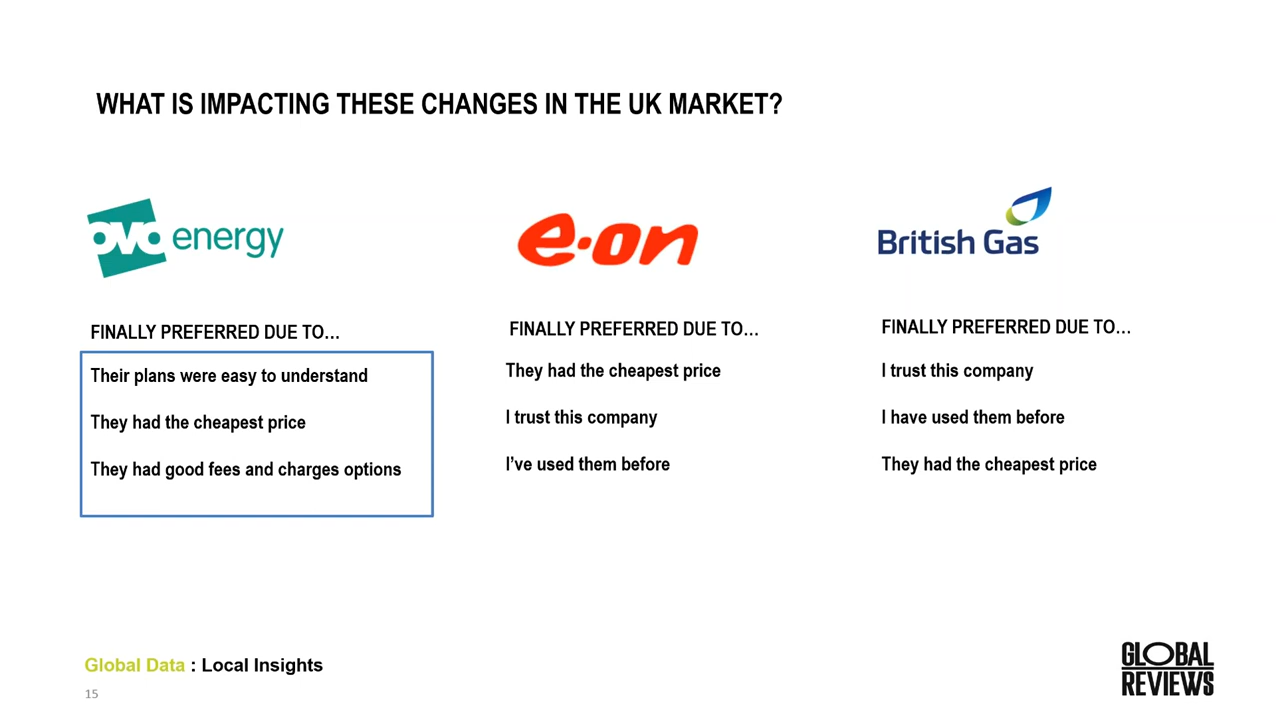 WHAT IS IMPACTING THESE CHANGES IN THE UK MARKET?
ovo energy
FINALLY PREFERRED DUE TO…
Their plans were easy to understand
They had the cheapest price
They had good fees and charges options
e·on
FINALLY PREFERRED DUE TO…
They had the cheapest price
I trust this company
I’ve used them before
British Gas
FINALLY PREFERRED DUE TO…
I trust this company
I have used them before
They had the cheapest price
Global Data : Local Insights
15
GLOBAL
REVIEWS